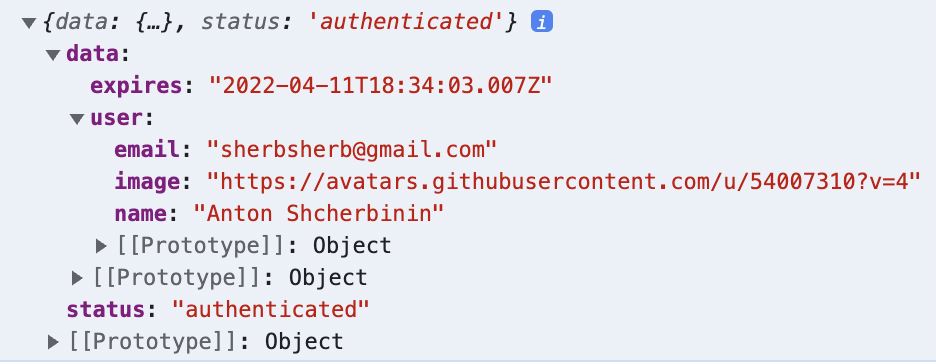 {data: {…}, status: 'authenticated'} i
data:
expires: "2022-04-11T18:34:03.007Z"
user:
email: "sherbsherb@gmail.com"
image: "https://avatars.githubusercontent.com/u/54007310?v=4"
name: "Anton Shcherbinin"
[[Prototype]]: Object
[[Prototype]]: Object
status: "authenticated"
[[Prototype]]: Object